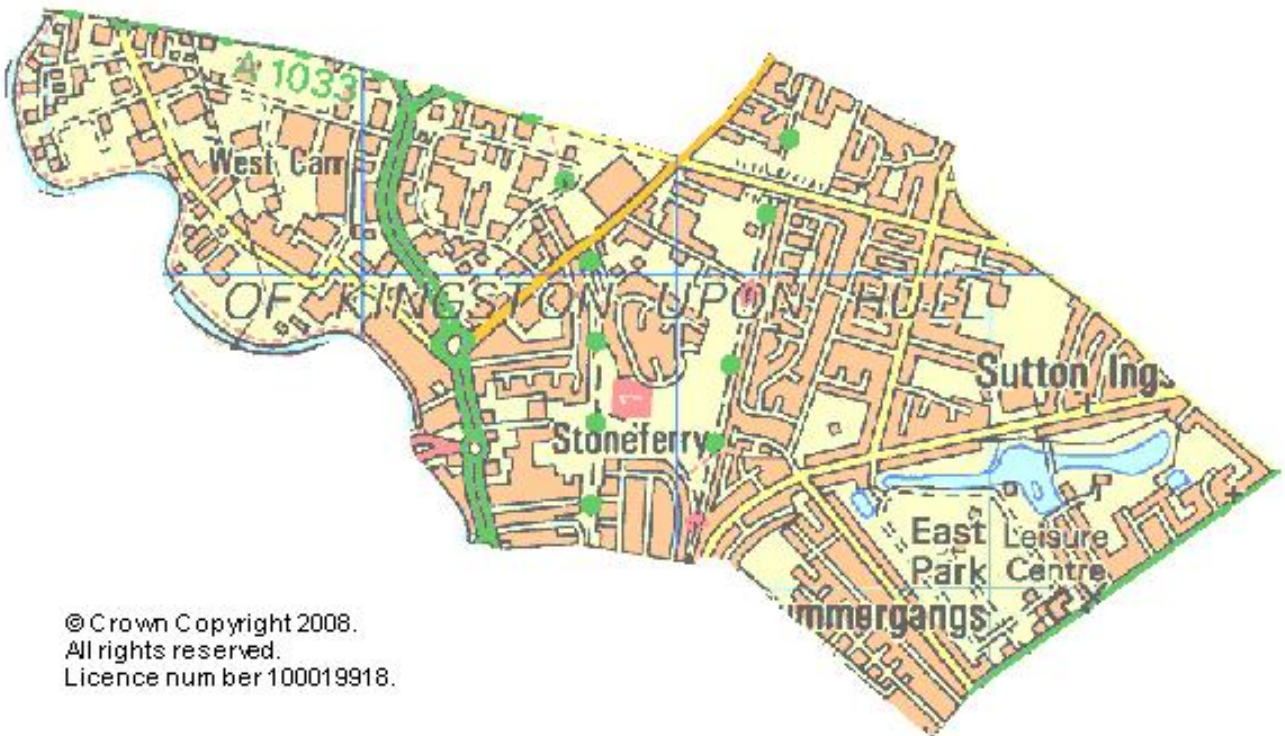 A 1033
West Carr
OF KINGSTON UPON HULL
Sutton Ings
Stoneferry
East Park
Leisure Centre
ummergangs
© Crown Copyright 2008.
All rights reserved.
Licence number 100019918.